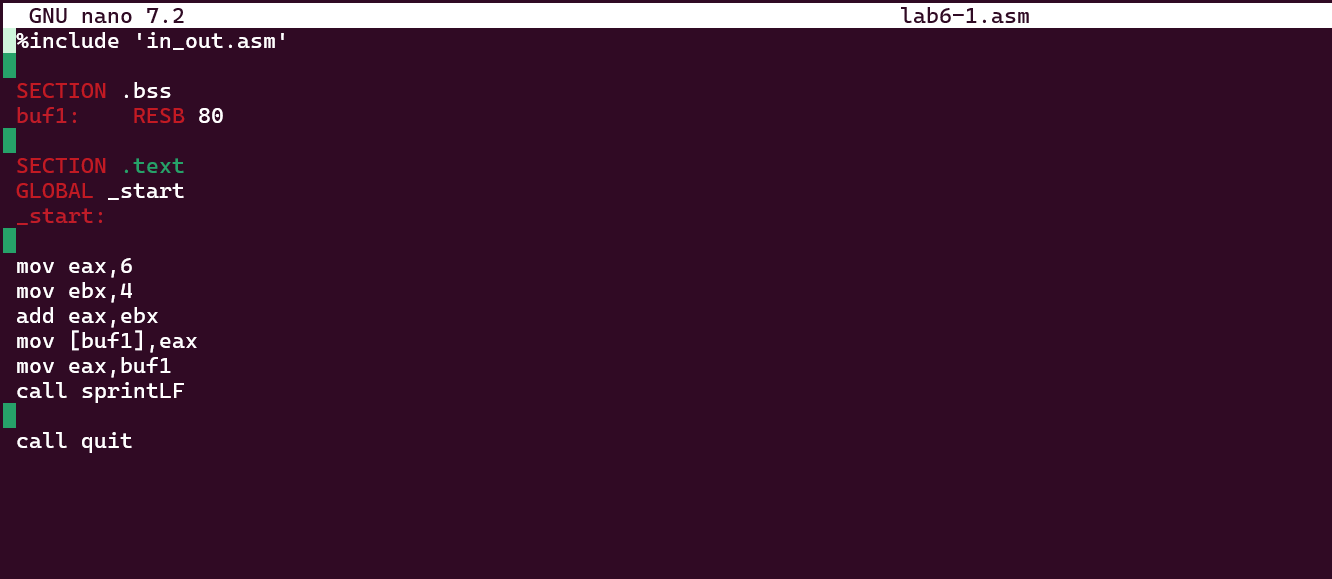 GNU nano 7.2 lab6-1.asm
%include 'in_out.asm'
SECTION .bss
buf1: RESB 80
SECTION .text
GLOBAL _start
_start:
mov eax,6
mov ebx,4
add eax,ebx
mov [buf1],eax
mov eax,buf1
call sprintLF
call quit